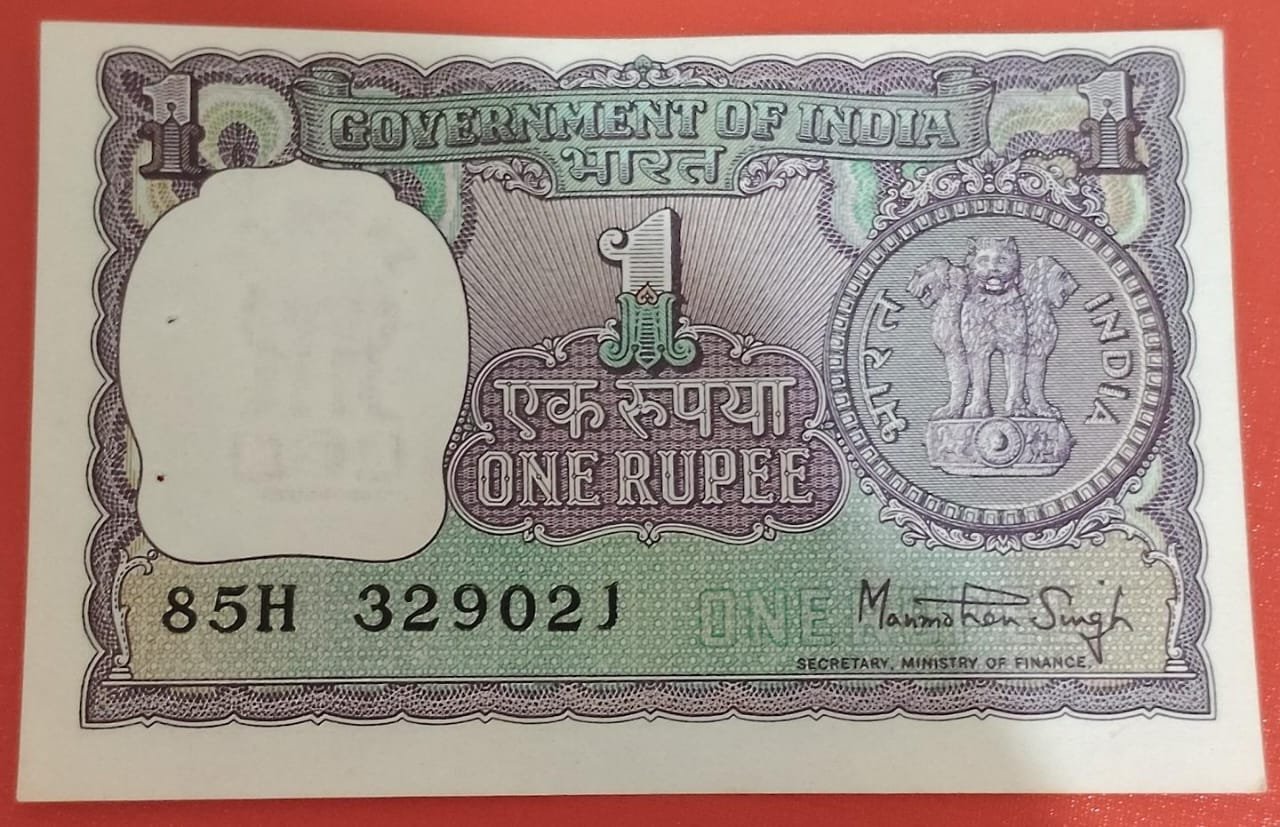 1 GOVERNMENT OF INDIA 1
भारत
1
भारत INDIA
एक रुपया
ONE RUPEE
85H 329021
ONE Manmohan Singh
SECRETARY, MINISTRY OF FINANCE